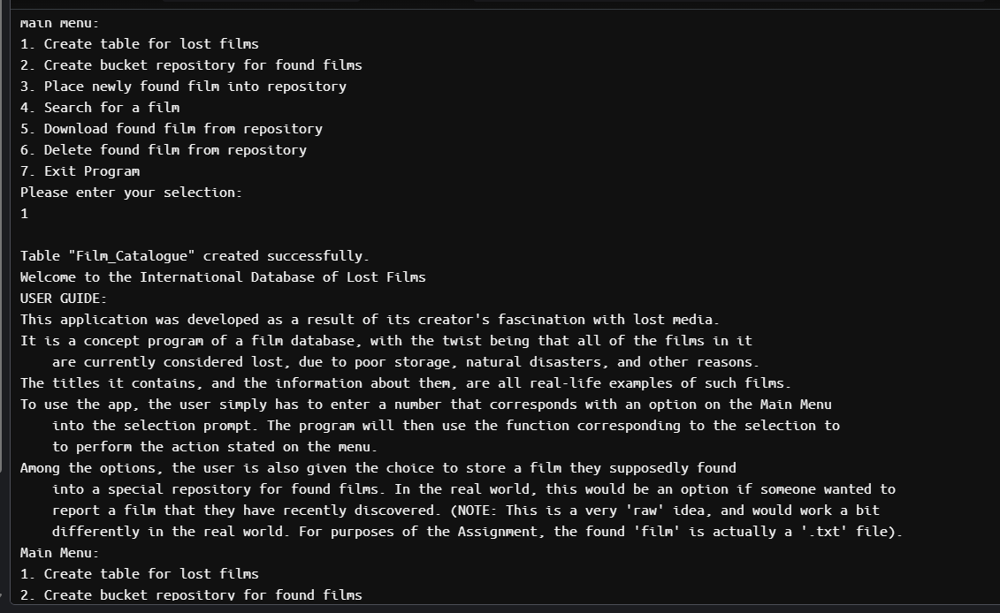 Main Menu:
1. Create table for lost films
2. Create bucket repository for found films
3. Place newly found film into repository
4. Search for a film
5. Download found film from repository
6. Delete found film from repository
7. Exit Program
Please enter your selection:
1
Table "Film_Catalogue" created successfully.
Welcome to the International Database of Lost Films
USER GUIDE:
This application was developed as a result of its creator's fascination with lost media.
It is a concept program of a film database, with the twist being that all of the films in it
are currently considered lost, due to poor storage, natural disasters, and other reasons.
The titles it contains, and the information about them, are all real-life examples of such films.
To use the app, the user simply has to enter a number that corresponds with an option on the Main Menu
into the selection prompt. The program will then use the function corresponding to the selection to
to perform the action stated on the menu.
Among the options, the user is also given the choice to store a film they supposedly found
into a special repository for found films. In the real world, this would be an option if someone wanted to
report a film that they have recently discovered. (NOTE: This is a very 'raw' idea, and would work a bit
differently in the real world. For purposes of the Assignment, the found 'film' is actually a '.txt' file).
Main Menu:
1. Create table for lost films
2. Create bucket repository for found films